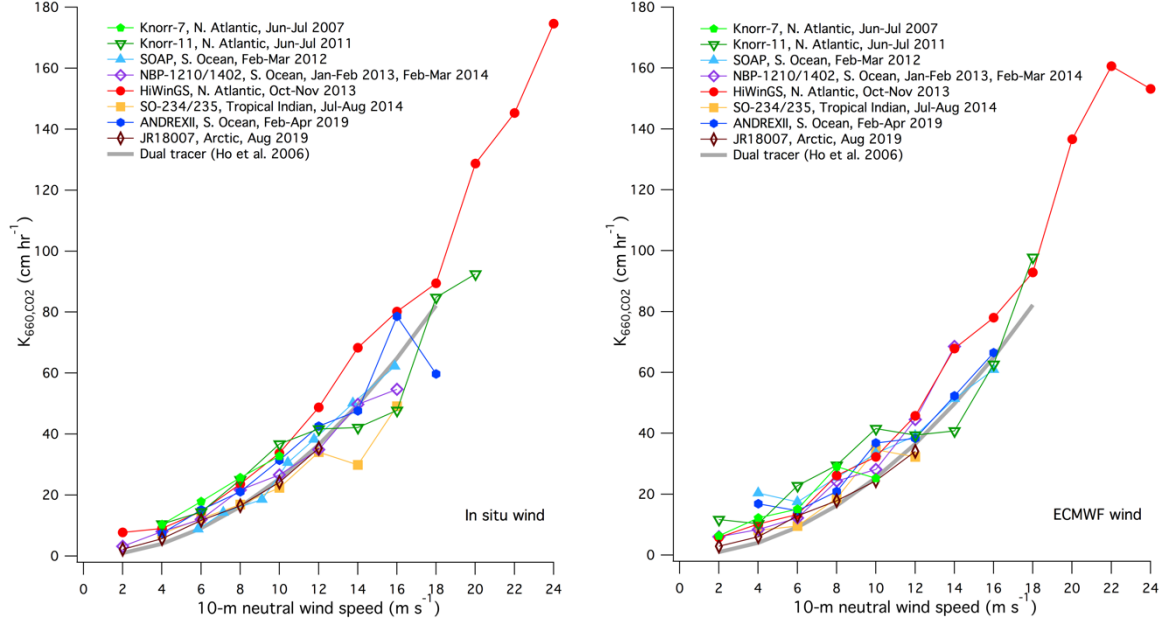 180
160
140
120
100
80
60
40
20
0
K660,CO2 (cm hr-1)
Knorr-7, N. Atlantic, Jun-Jul 2007
Knorr-11, N. Atlantic, Jun-Jul 2011
SOAP, S. Ocean, Feb-Mar 2012
NBP-1210/1402, S. Ocean, Jan-Feb 2013, Feb-Mar 2014
HiWinGS, N. Atlantic, Oct-Nov 2013
SO-234/235, Tropical Indian, Jul-Aug 2014
ANDREXII, S. Ocean, Feb-Apr 2019
JR18007, Arctic, Aug 2019
Dual tracer (Ho et al. 2006)
In situ wind
0 2 4 6 8 10 12 14 16 18 20 22 24
10-m neutral wind speed (m s-1)
180
160
140
120
100
80
60
40
20
0
K660,CO2 (cm hr-1)
Knorr-7, N. Atlantic, Jun-Jul 2007
Knorr-11, N. Atlantic, Jun-Jul 2011
SOAP, S. Ocean, Feb-Mar 2012
NBP-1210/1402, S. Ocean, Jan-Feb 2013, Feb-Mar 2014
HiWinGS, N. Atlantic, Oct-Nov 2013
SO-234/235, Tropical Indian, Jul-Aug 2014
ANDREXII, S. Ocean, Feb-Apr 2019
JR18007, Arctic, Aug 2019
Dual tracer (Ho et al. 2006)
ECMWF wind
0 2 4 6 8 10 12 14 16 18 20 22 24
10-m neutral wind speed (m s-1)